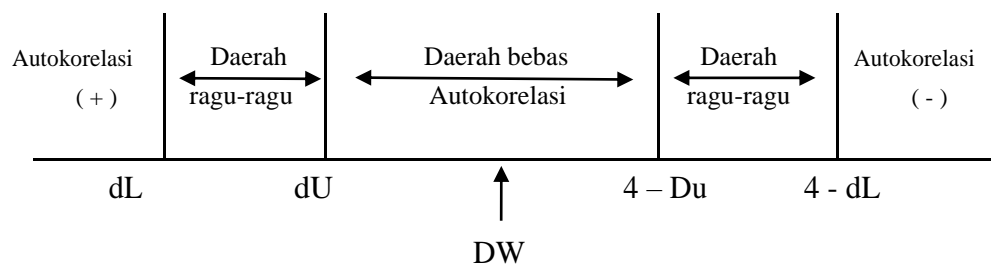 Autokorelasi
( + )
Daerah
ragu-ragu
Daerah bebas
Autokorelasi
Daerah
ragu-ragu
Autokorelasi
( - )
dL
dU
4 – Du
4 - dL
DW